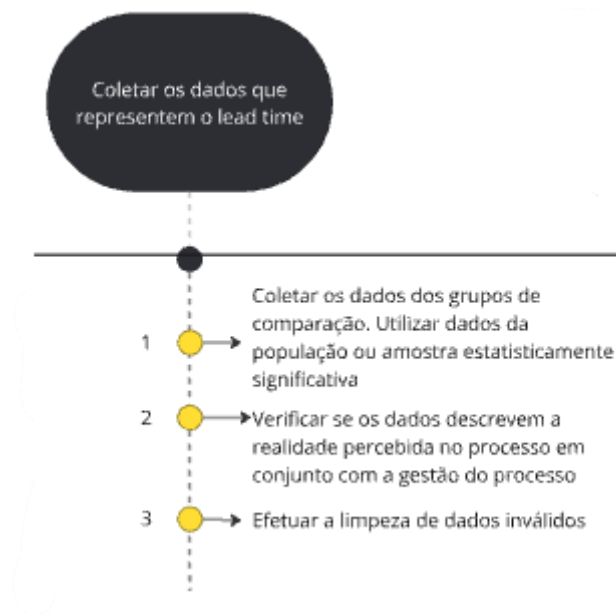 Coletar os dados que
representem o lead time
Coletar os dados dos grupos de
comparação. Utilizar dados da
1
população ou amostra estatisticamente
significativa
2
Verificar se os dados descrevem a
realidade percebida no processo em
conjunto com a gestão do processo
3
Efetuar a limpeza de dados inválidos